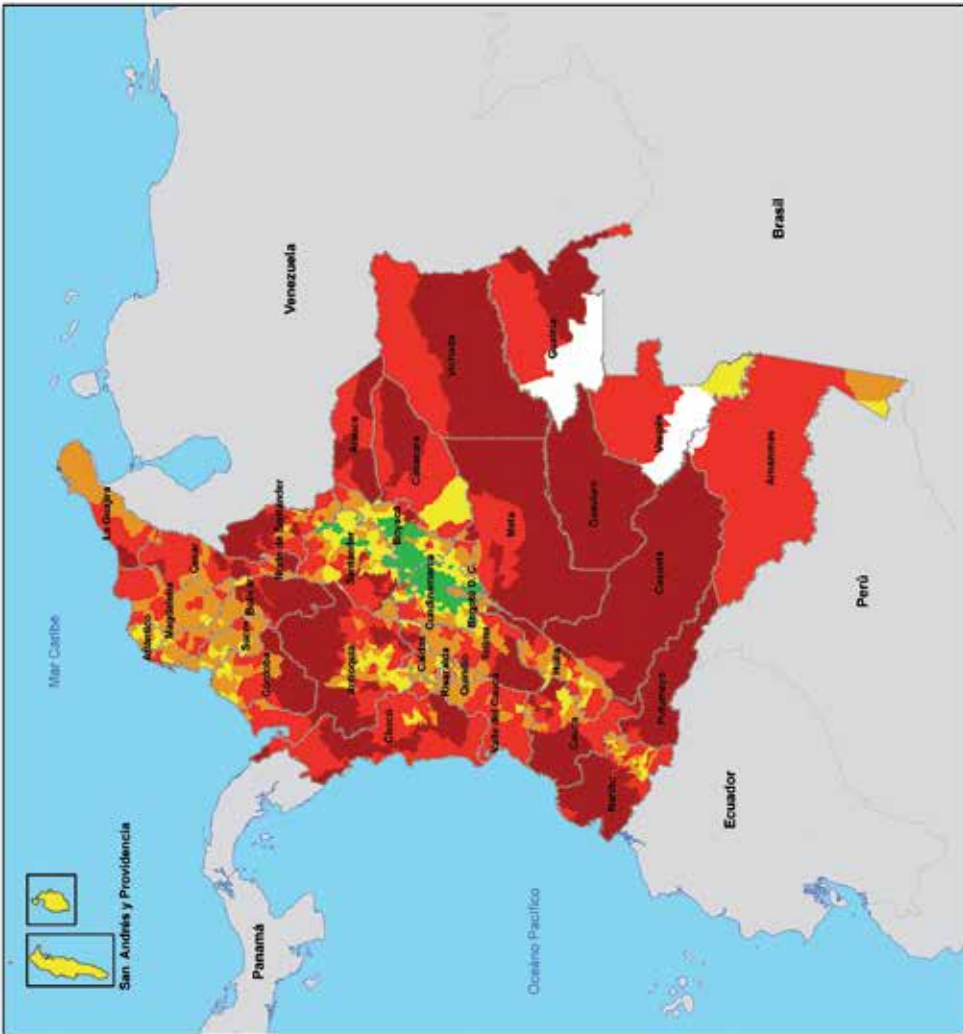 Mar Caribe
San Andrés y Providencia
Panamá
Océano Pacífico
Venezuela
Brasil
Perú
Ecuador
La Guajira
Atlántico
Magdalena
Cesar
Sucre
Bolívar
Córdoba
Norte de Santander
Antioquia
Santander
Arauca
Chocó
Caldas
Risaralda
Quindío
Cundinamarca
Boyacá
Casanare
Bogotá D. C.
Tolima
Vichada
Valle del Cauca
Meta
Huila
Cauca
Guainía
Guaviare
Nariño
Putumayo
Caquetá
Vaupés
Amazonas